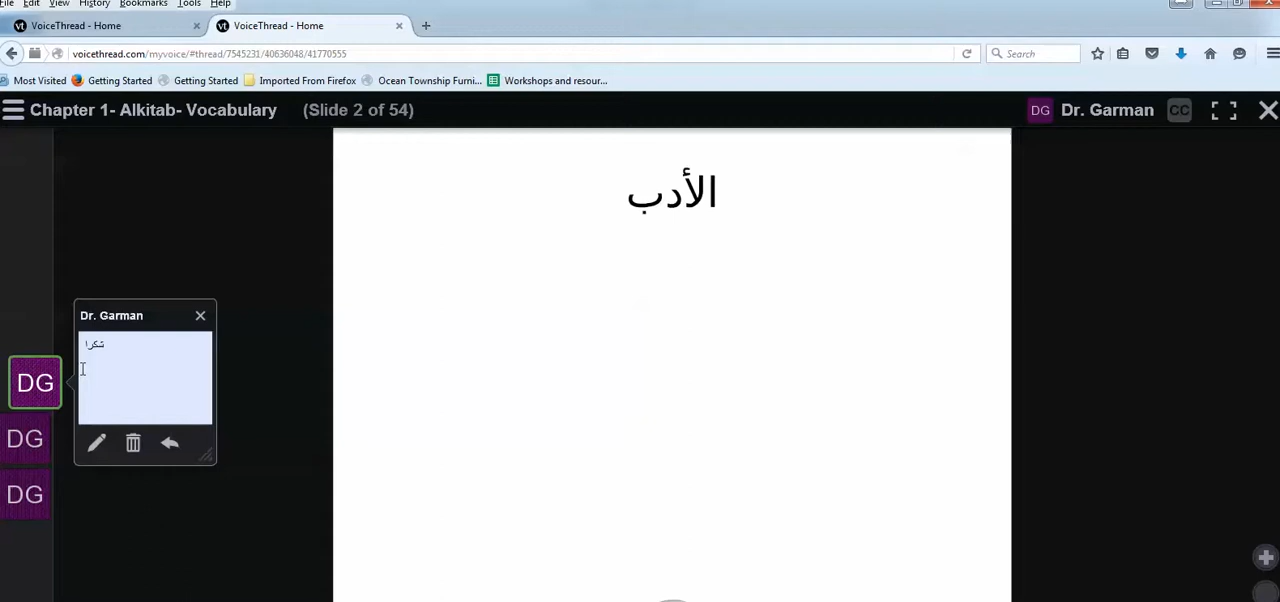 File Edit View History Bookmarks Tools Help
vt VoiceThread - Home × vt VoiceThread - Home × +
voicethread.com/myvoice/#thread/7545231/40636048/41770555 Search
Most Visited Getting Started Getting Started Imported From Firefox Ocean Township Furni... Workshops and resour...
Chapter 1- Alkitab- Vocabulary (Slide 2 of 54) DG Dr. Garman CC
الأدب
Dr. Garman
شكرا
DG
DG
DG